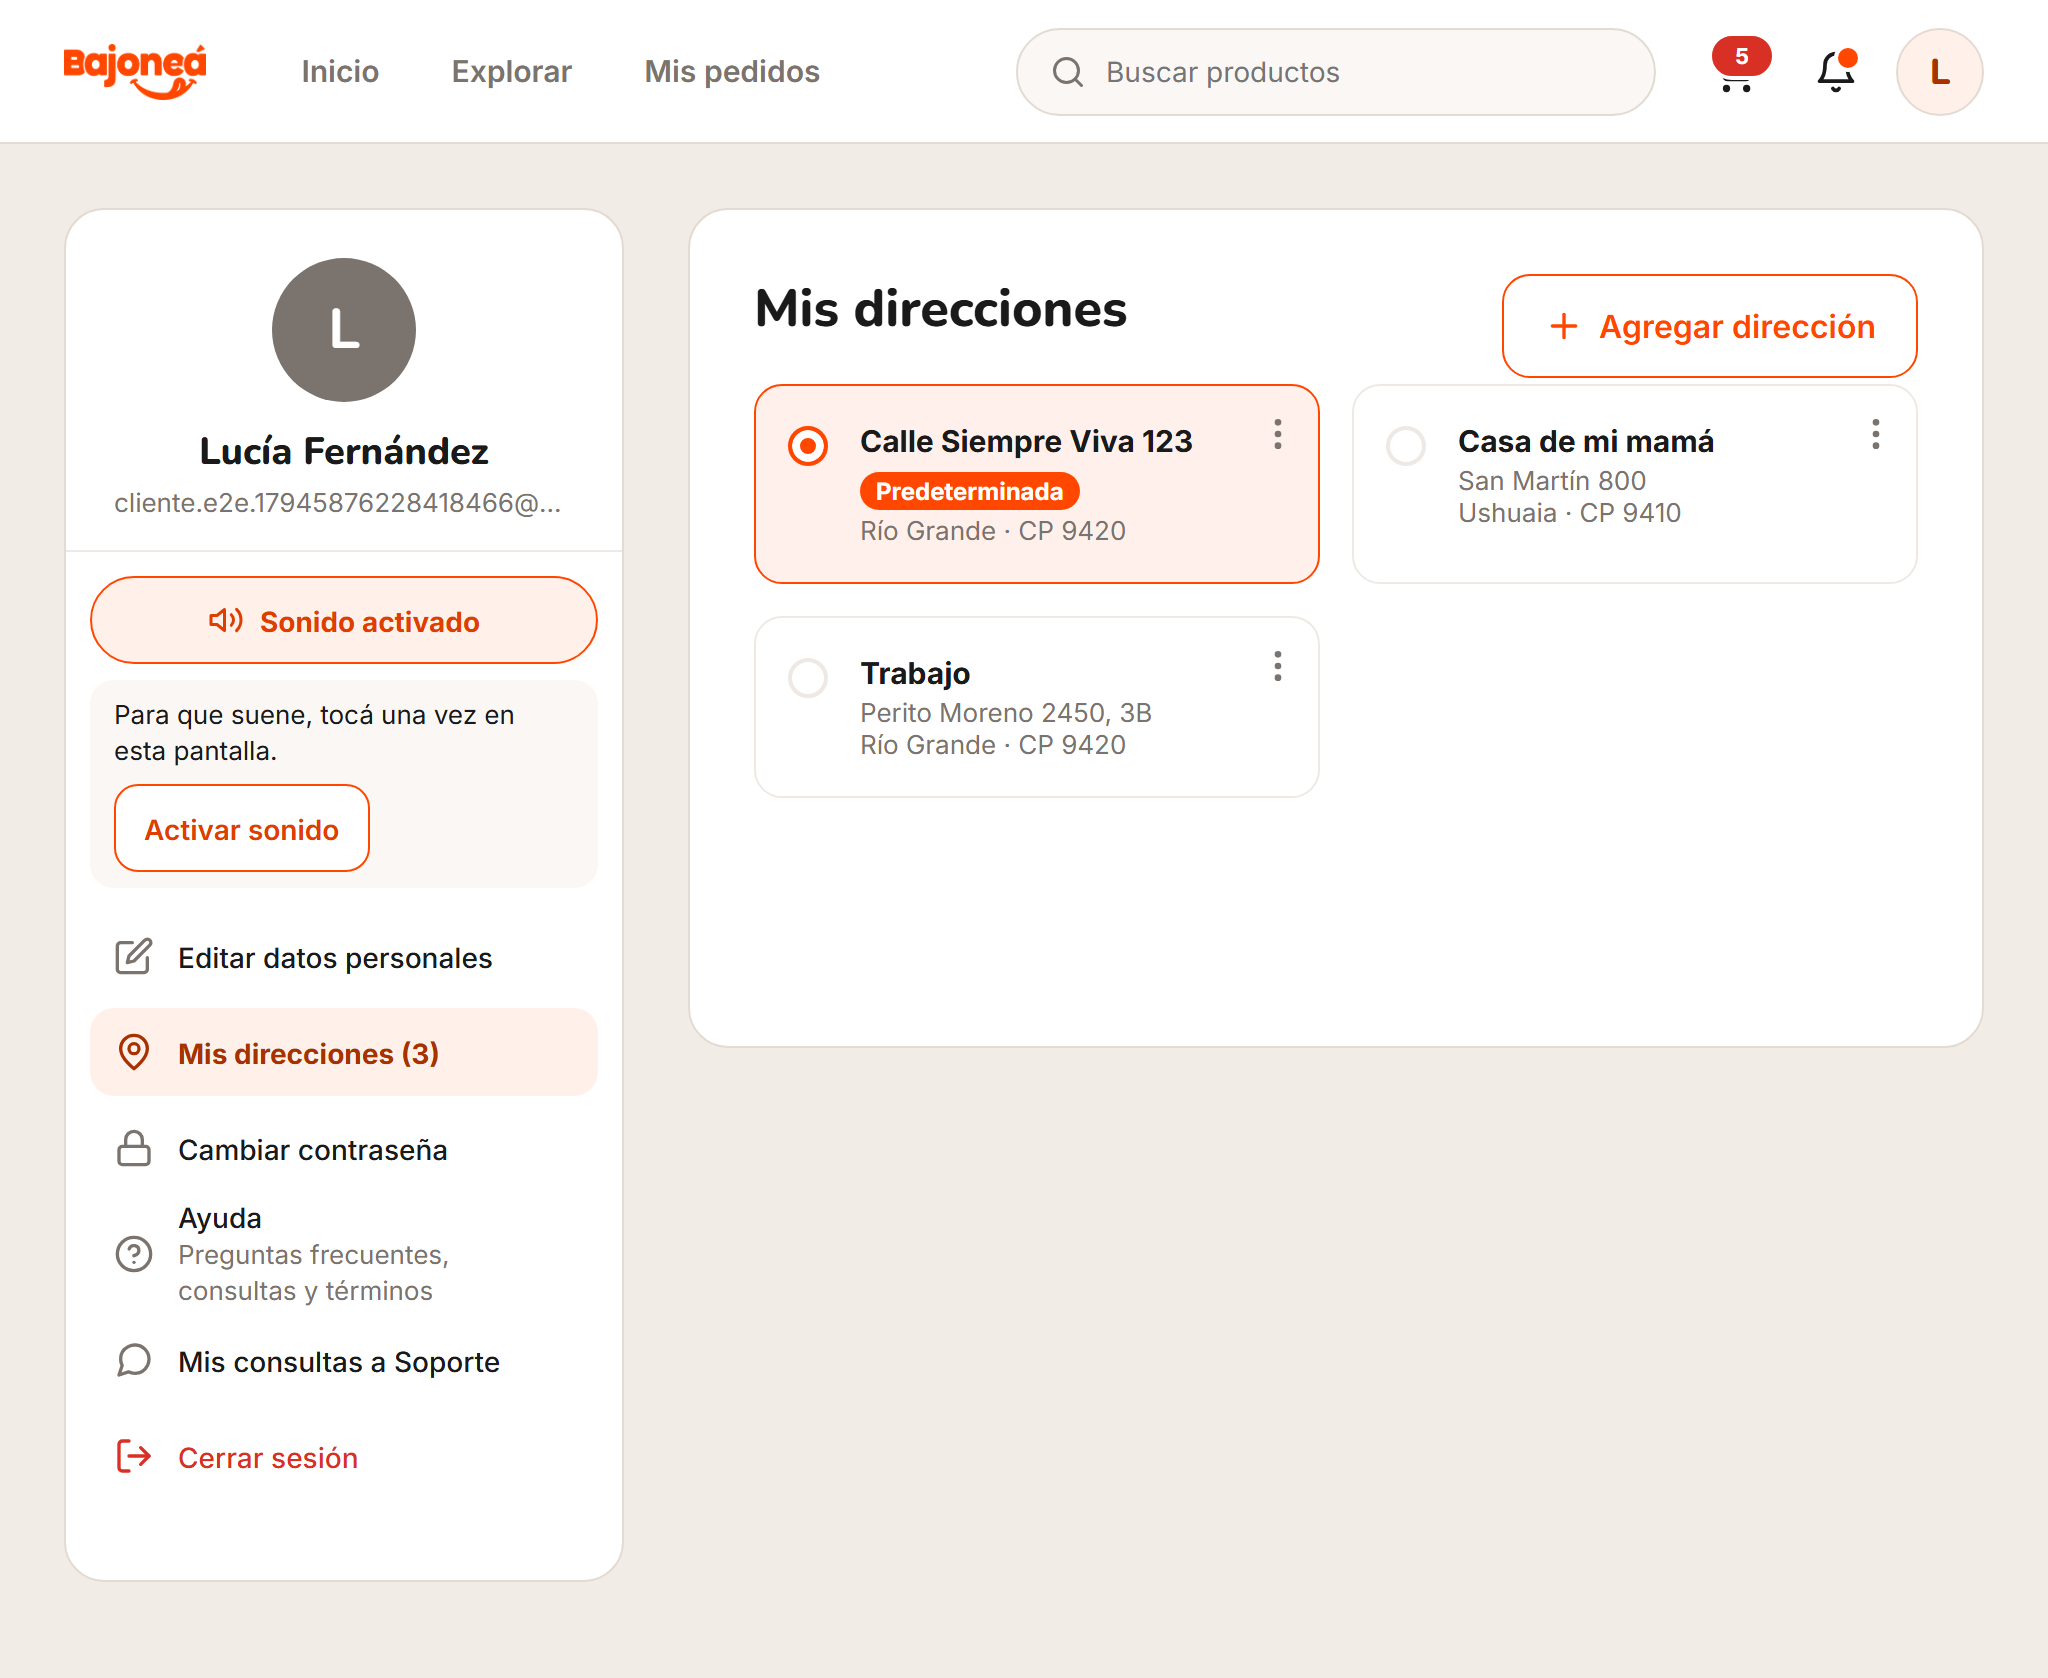 Bajoneá
Inicio
Explorar
Mis pedidos
Buscar productos
5
L
L
Lucía Fernández
cliente.e2e.17945876228418466@...
Sonido activado
Para que suene, tocá una vez en
esta pantalla.
Activar sonido
Editar datos personales
Mis direcciones (3)
Cambiar contraseña
Ayuda
Preguntas frecuentes,
consultas y términos
Mis consultas a Soporte
Cerrar sesión
Mis direcciones
Agregar dirección
Calle Siempre Viva 123
Predeterminada
Río Grande · CP 9420
Casa de mi mamá
San Martín 800
Ushuaia · CP 9410
Trabajo
Perito Moreno 2450, 3B
Río Grande · CP 9420